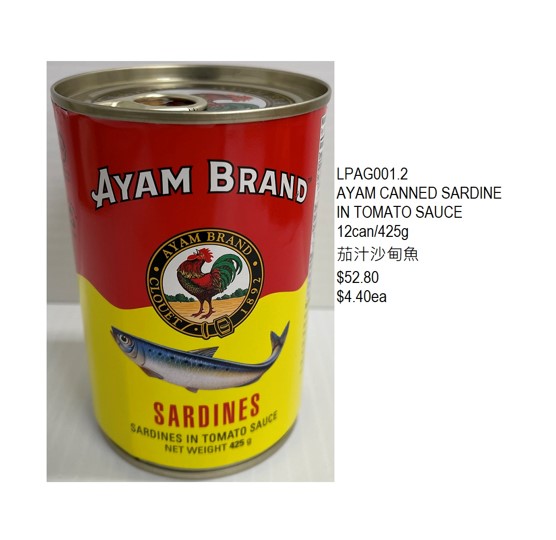 AYAM BRAND
AYAM BRAND
CLOUET 1892
SARDINES
SARDINES IN TOMATO SAUCE
NET WEIGHT 425 g
LPAG001.2
AYAM CANNED SARDINE
IN TOMATO SAUCE
12can/425g
茄汁沙甸魚
$52.80
$4.40ea